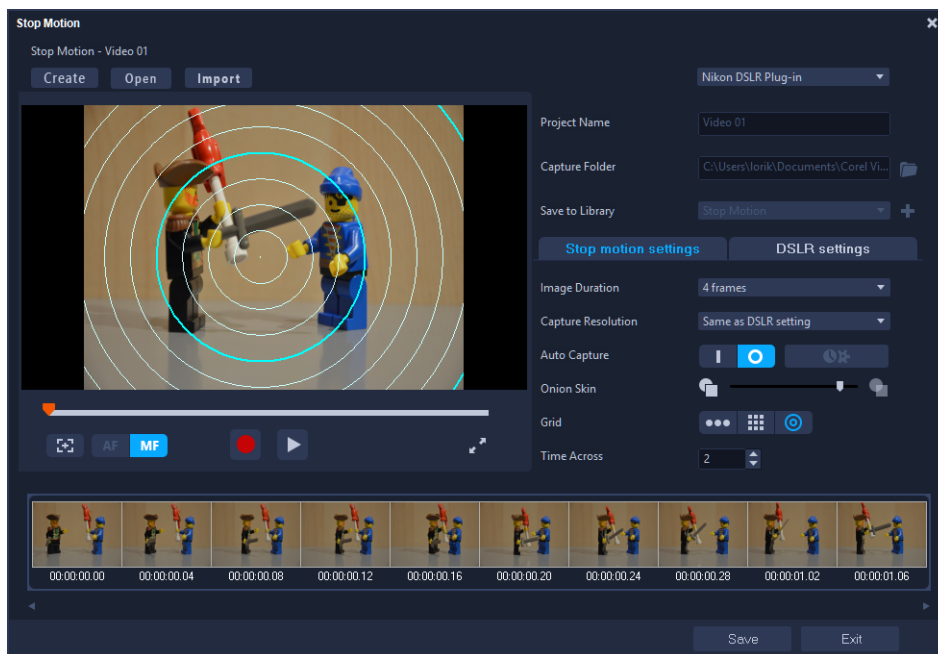 Stop Motion
Stop Motion - Video 01
Create Open Import
Nikon DSLR Plug-in
Project Name Video 01
Capture Folder C:\Users\lorik\Documents\Corel Vi...
Save to Library Stop Motion
Stop motion settings DSLR settings
Image Duration 4 frames
Capture Resolution Same as DSLR setting
Auto Capture
Onion Skin
Grid
Time Across 2
AF MF
00:00:00.00 00:00:00.04 00:00:00.08 00:00:00.12 00:00:00.16 00:00:00.20 00:00:00.24 00:00:00.28 00:00:01.02 00:00:01.06
Save Exit